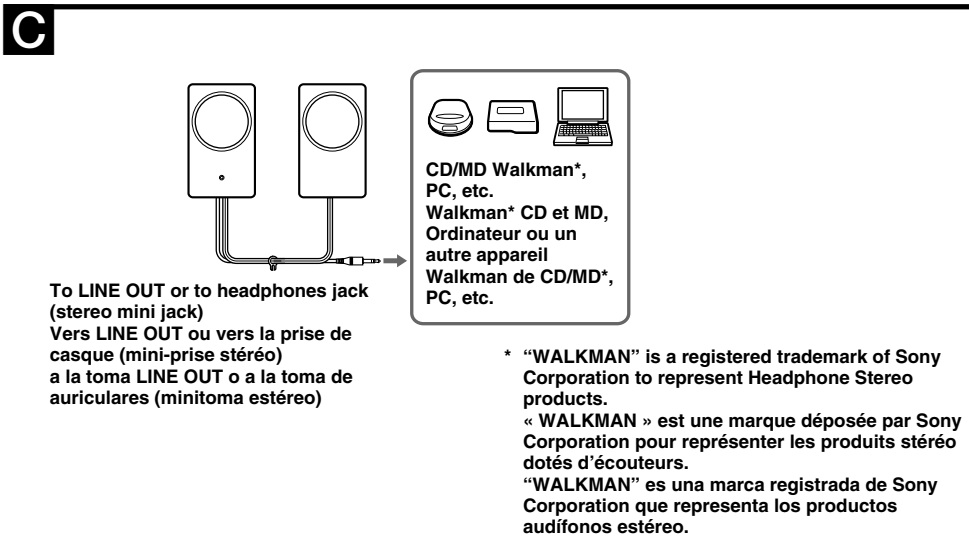 C
CD/MD Walkman*,
PC, etc.
Walkman* CD et MD,
Ordinateur ou un
autre appareil
Walkman de CD/MD*,
PC, etc.
To LINE OUT or to headphones jack
(stereo mini jack)
Vers LINE OUT ou vers la prise de
casque (mini-prise stéréo)
a la toma LINE OUT o a la toma de
auriculares (minitoma estéreo)
* “WALKMAN” is a registered trademark of Sony
Corporation to represent Headphone Stereo
products.
« WALKMAN » est une marque déposée par Sony
Corporation pour représenter les produits stéréo
dotés d’écouteurs.
“WALKMAN” es una marca registrada de Sony
Corporation que representa los productos
audífonos estéreo.